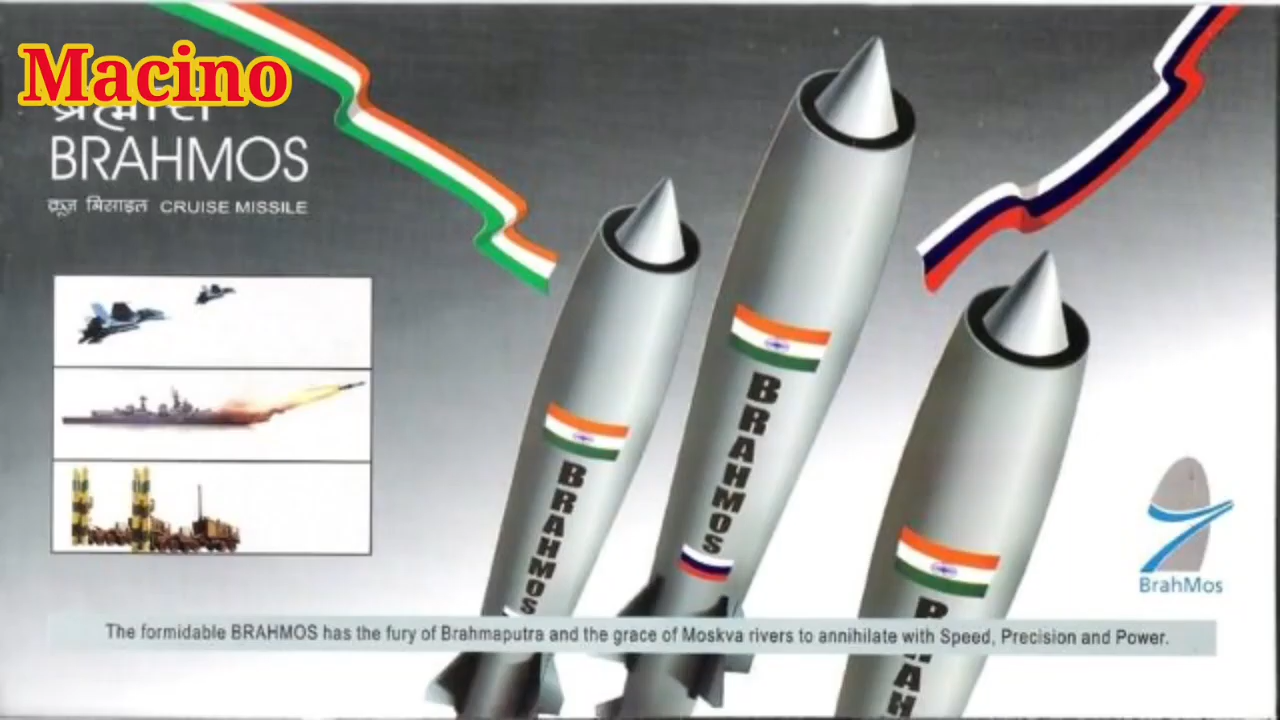 Macino
BRAHMOS
क्रूज़ मिसाइल CRUISE MISSILE
BRAHMOS
BRAHMOS
BRAH
BrahMos
The formidable BRAHMOS has the fury of Brahmaputra and the grace of Moskva rivers to annihilate with Speed, Precision and Power.